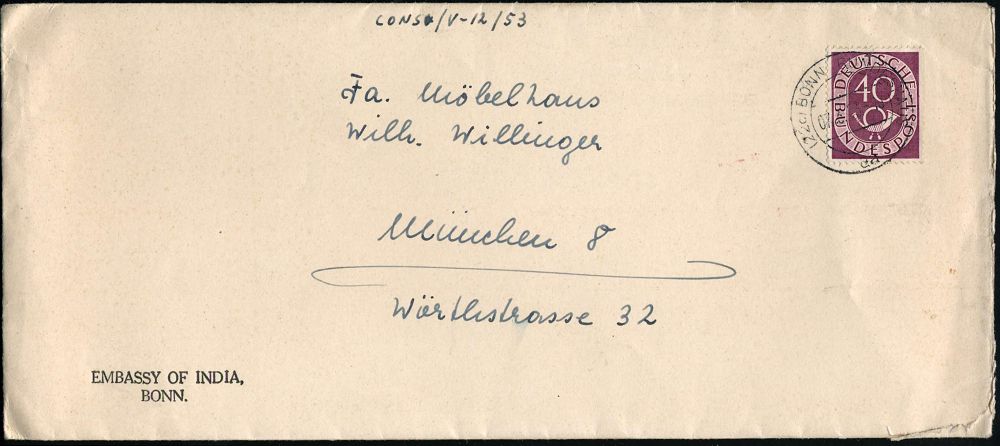 CONS/V-12/53
Fa. Möbelhaus
Wilh. Willinger
München 8
Wörthstrasse 32
EMBASSY OF INDIA,
BONN.
(22c) BONN
DEUTSCHE
BUNDESPOST
40